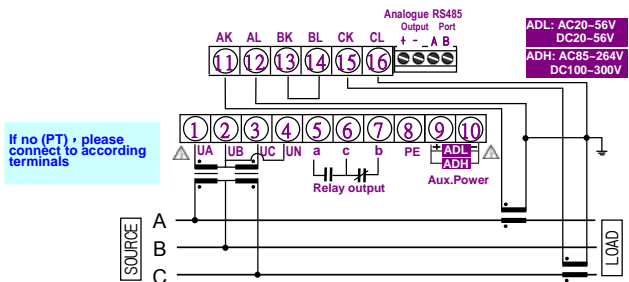 Analogue RS485
Output Port
+ - A B
AK AL BK BL CK CL
11 12 13 14 15 16
ADL: AC20~56V
DC20~56V
ADH: AC85~264V
DC100~300V
If no (PT)，please
connect to according
terminals
1 2 3 4 5 6 7 8 9 10
UA UB UC UN a c b PE + ADL -
ADH
Relay output
Aux.Power
SOURCE
A
B
C
LOAD